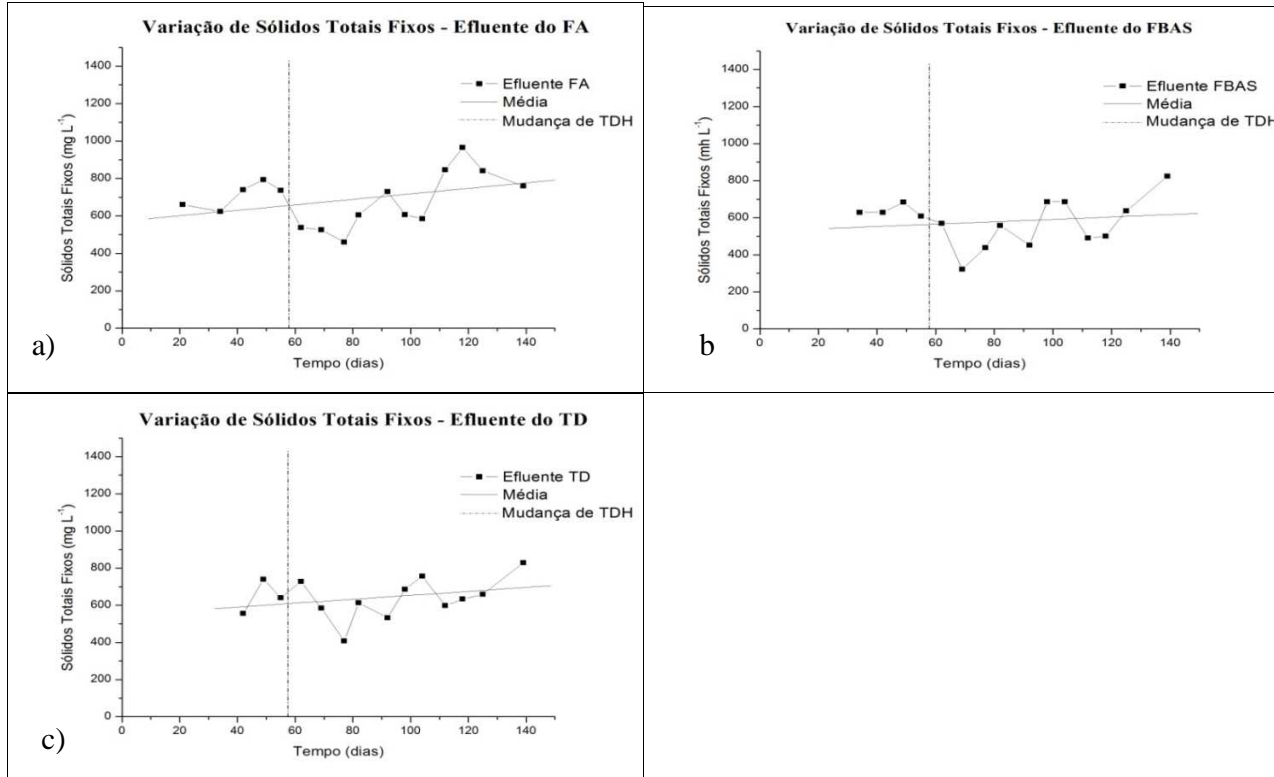 Variação de Sólidos Totais Fixos - Efluente do FA
1400
1200
1000
800
600
400
200
0
Sólidos Totais Fixos (mg L⁻¹)
Efluente FA
Média
Mudança de TDH
0 20 40 60 80 100 120 140
Tempo (dias)
a)
Variação de Sólidos Totais Fixos - Efluente do FBAS
1400
1200
1000
800
600
400
200
0
Sólidos Totais Fixos (mh L⁻¹)
Efluente FBAS
Média
Mudança de TDH
0 20 40 60 80 100 120 140
Tempo (dias)
b
Variação de Sólidos Totais Fixos - Efluente do TD
1400
1200
1000
800
600
400
200
0
Sólidos Totais Fixos (mg L⁻¹)
Efluente TD
Média
Mudança de TDH
0 20 40 60 80 100 120 140
Tempo (dias)
c)